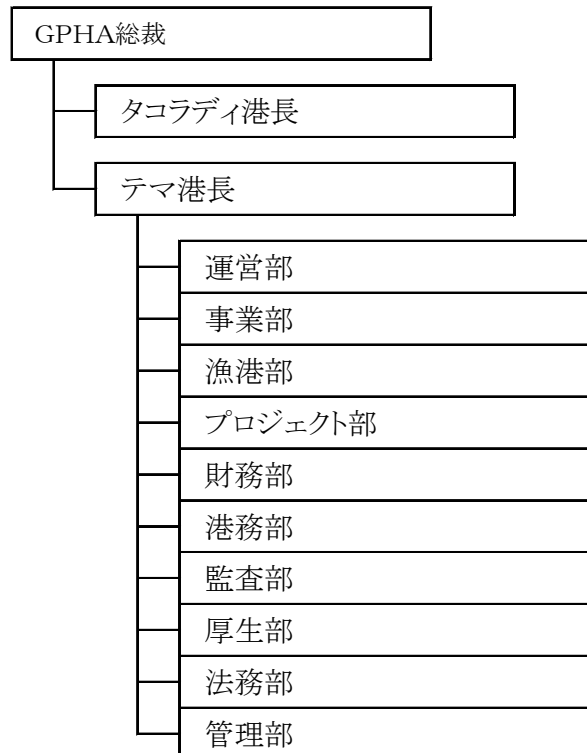 GPHA総裁
タコラディ港長
テマ港長
運営部
事業部
漁港部
プロジェクト部
財務部
港務部
監査部
厚生部
法務部
管理部